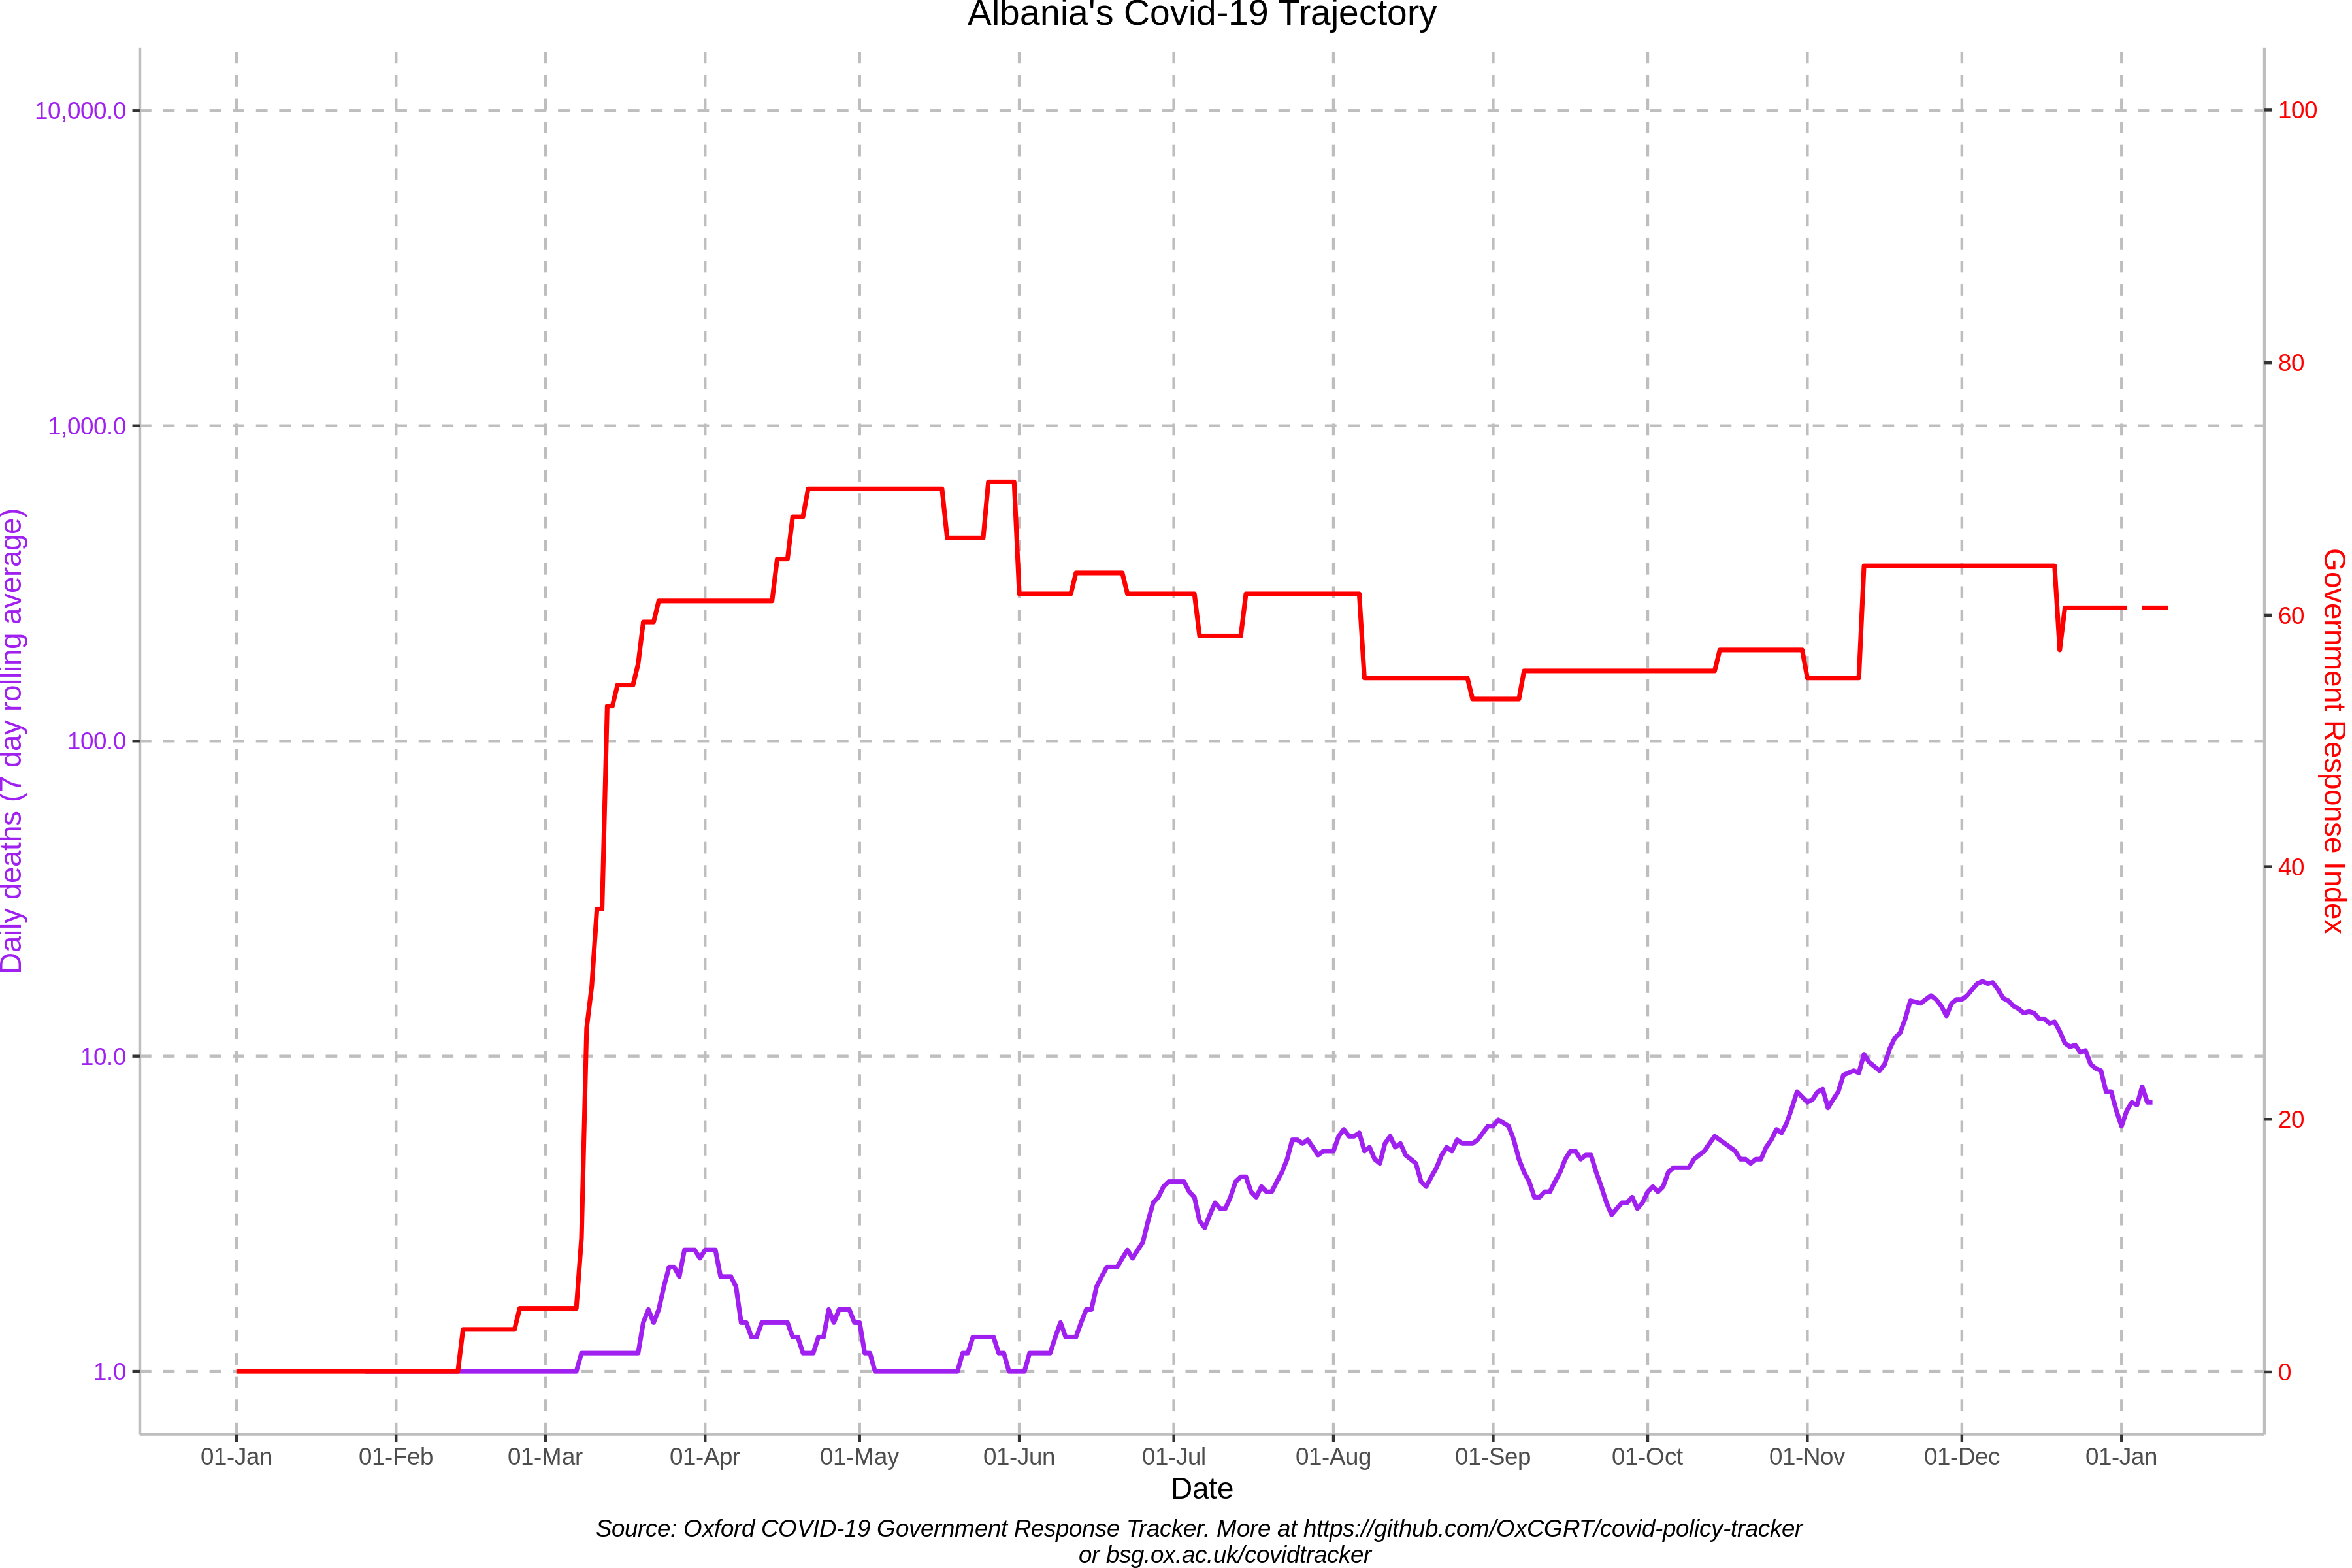 Albania's Covid-19 Trajectory
10,000.0
1,000.0
100.0
10.0
1.0
Daily deaths (7 day rolling average)
100
80
60
40
20
0
Government Response Index
01-Jan 01-Feb 01-Mar 01-Apr 01-May 01-Jun 01-Jul 01-Aug 01-Sep 01-Oct 01-Nov 01-Dec 01-Jan
Date
Source: Oxford COVID-19 Government Response Tracker. More at https://github.com/OxCGRT/covid-policy-tracker
or bsg.ox.ac.uk/covidtracker